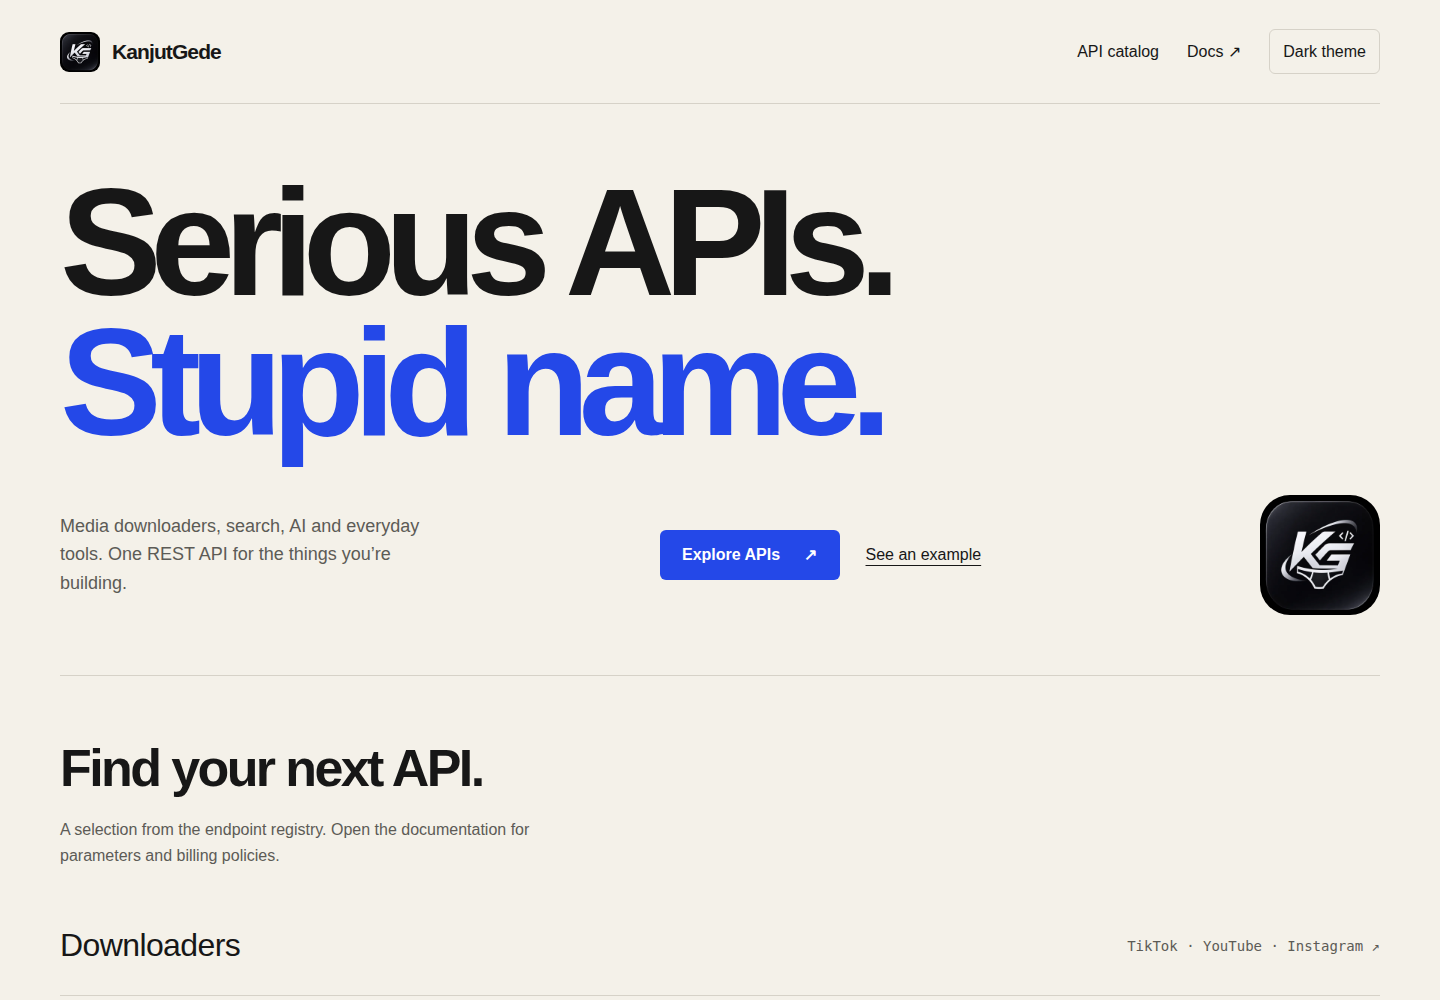 KG </>
KanjutGede
API catalog
Docs ↗
Dark theme
Serious APIs.
Stupid name.
Media downloaders, search, AI and everyday
tools. One REST API for the things you’re
building.
Explore APIs ↗
See an example
KG </>
Find your next API.
A selection from the endpoint registry. Open the documentation for
parameters and billing policies.
Downloaders
TikTok · YouTube · Instagram ↗